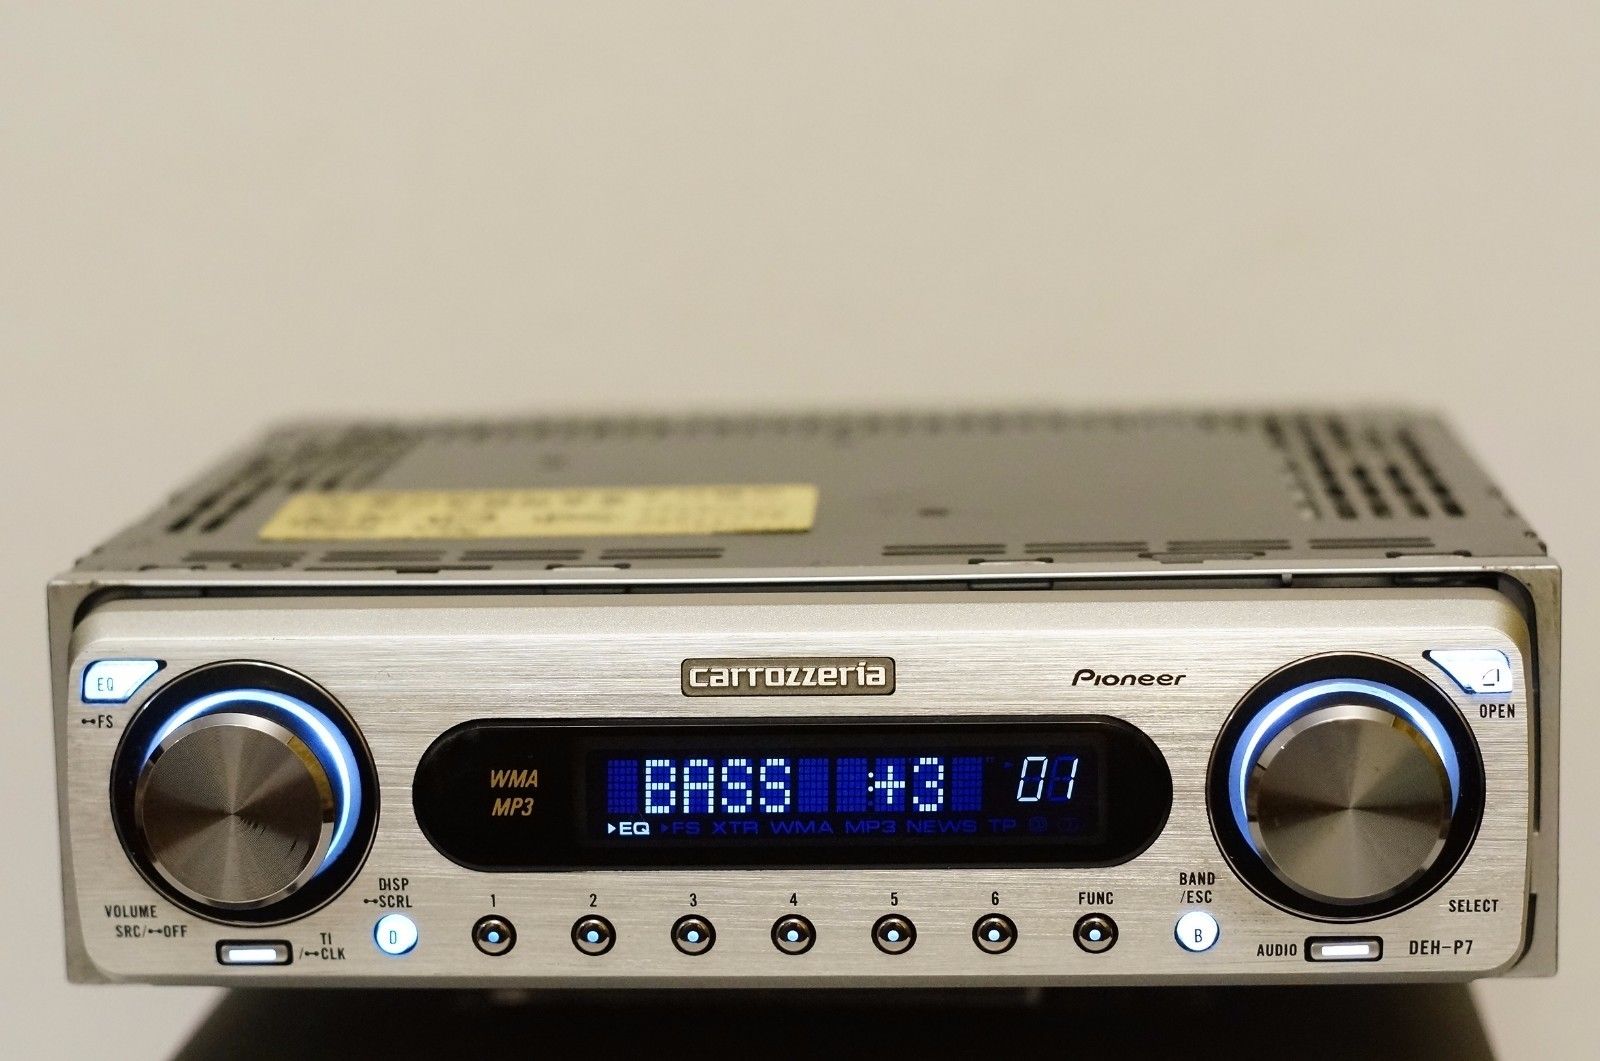 carrozzeria
Pioneer
EQ
FS
OPEN
WMA
MP3
BASS :+3 01
EQ FS XTR WMA MP3 NEWS TP
VOLUME
SRC/ OFF
TI
/ CLK
DISP
SCRL
D
1 2 3 4 5 6 FUNC
BAND
/ESC
B
SELECT
AUDIO
DEH-P7